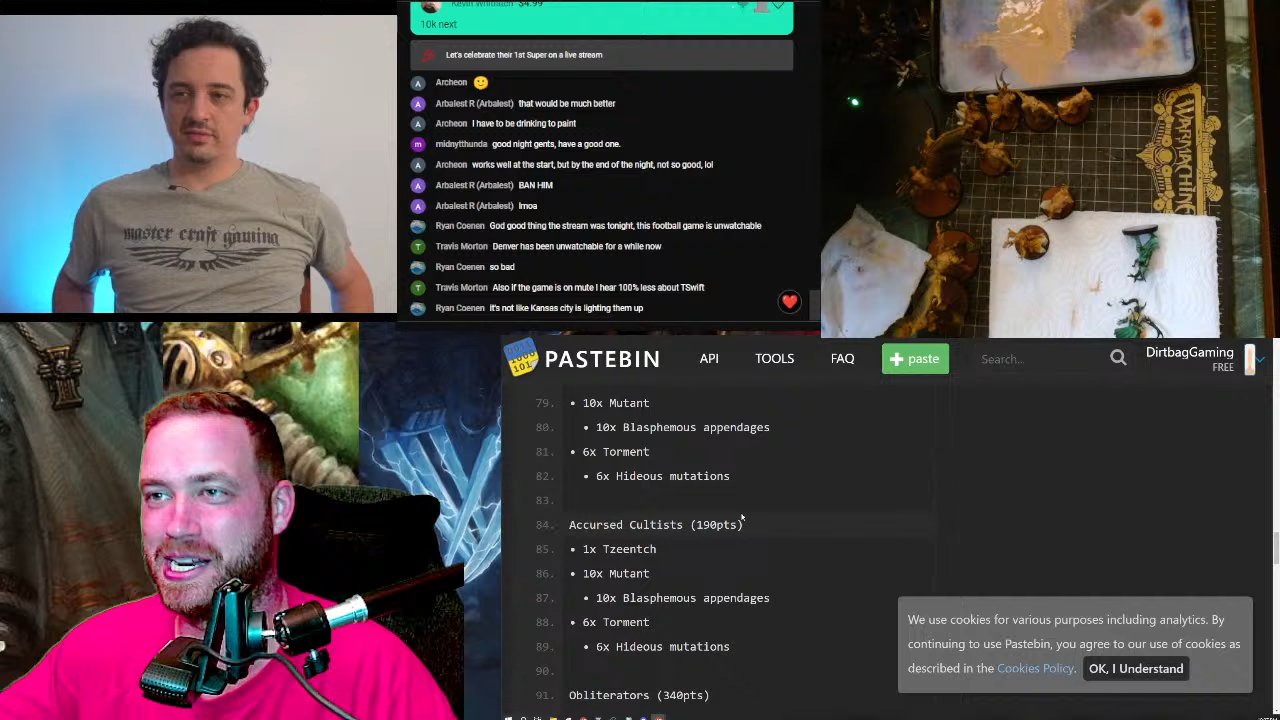 Kevin Whitlatch $4.99
10k next
Let's celebrate their 1st Super on a live stream
A Archeon
A Arbalest R (Arbalest) that would be much better
A Archeon I have to be drinking to paint
m midnytthunda good night gents, have a good one.
A Archeon works well at the start, but by the end of the night, not so good, lol
A Arbalest R (Arbalest) BAN HIM
A Arbalest R (Arbalest) lmoa
Ryan Coenen God good thing the stream was tonight, this football game is unwatchable
T Travis Morton Denver has been unwatchable for a while now
Ryan Coenen so bad
T Travis Morton Also if the game is on mute I hear 100% less about TSwift
Ryan Coenen it's not like Kansas city is lighting them up
master craft gaming
WARMACHINE
PASTEBIN API TOOLS FAQ + paste Search... DirtbagGaming
FREE
79. • 10x Mutant
80. • 10x Blasphemous appendages
81. • 6x Torment
82. • 6x Hideous mutations
83.
84. Accursed Cultists (190pts)
85. • 1x Tzeentch
86. • 10x Mutant
87. • 10x Blasphemous appendages
88. • 6x Torment
89. • 6x Hideous mutations
90.
91. Obliterators (340pts)
We use cookies for various purposes including analytics. By
continuing to use Pastebin, you agree to our use of cookies as
described in the Cookies Policy. OK, I Understand